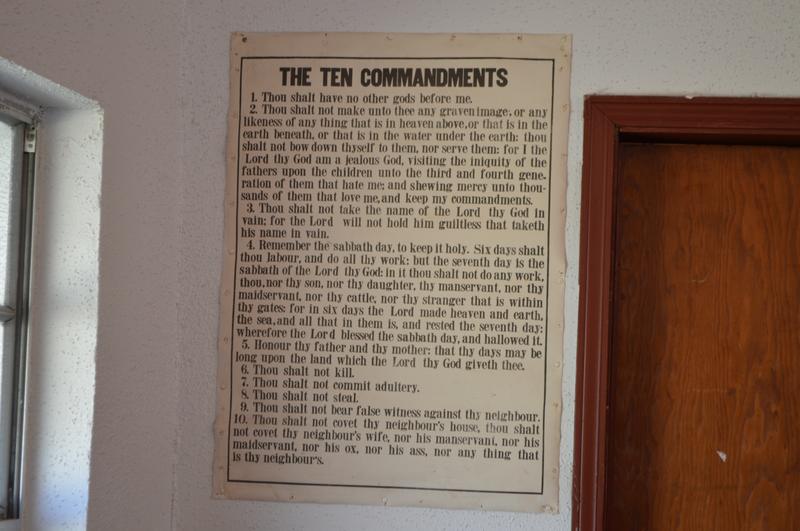 THE TEN COMMANDMENTS
1. Thou shalt have no other gods before me.
2. Thou shalt not make unto thee any graven image, or any
likeness of any thing that is in heaven above, or that is in the
earth beneath, or that is in the water under the earth: thou
shalt not bow down thyself to them, nor serve them: for I the
Lord thy God am a jealous God, visiting the iniquity of the
fathers upon the children unto the third and fourth gene-
ration of them that hate me; and shewing mercy unto thou-
sands of them that love me, and keep my commandments.
3. Thou shalt not take the name of the Lord thy God in
vain; for the Lord will not hold him guiltless that taketh
his name in vain.
4. Remember the sabbath day, to keep it holy. Six days shalt
thou labour, and do all thy work: but the seventh day is the
sabbath of the Lord thy God: in it thou shalt not do any work,
thou, nor thy son, nor thy daughter, thy manservant, nor thy
maidservant, nor thy cattle, nor thy stranger that is within
thy gates: for in six days the Lord made heaven and earth,
the sea, and all that in them is, and rested the seventh day:
wherefore the Lord blessed the sabbath day, and hallowed it.
5. Honour thy father and thy mother: that thy days may be
long upon the land which the Lord thy God giveth thee.
6. Thou shalt not kill.
7. Thou shalt not commit adultery.
8. Thou shalt not steal.
9. Thou shalt not bear false witness against thy neighbour.
10. Thou shalt not covet thy neighbour's house, thou shalt
not covet thy neighbour's wife, nor his manservant, nor his
maidservant, nor his ox, nor his ass, nor any thing that
is thy neighbour's.